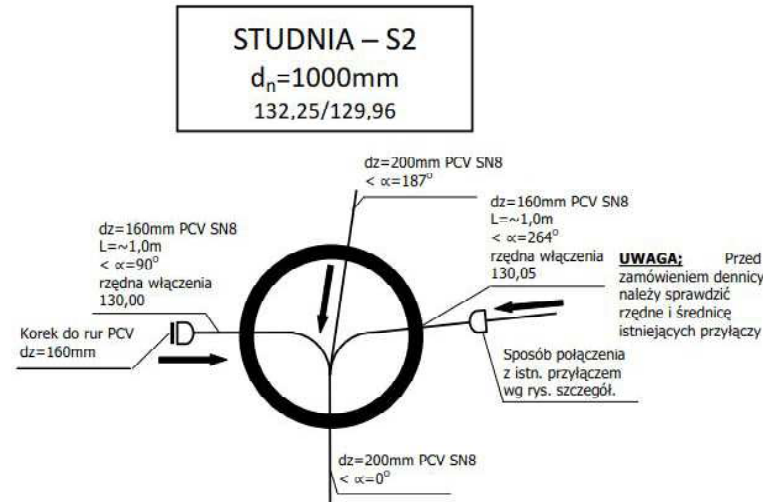 STUDNIA – S2
dn=1000mm
132,25/129,96
dz=200mm PCV SN8
< ∝=187°
dz=160mm PCV SN8
L=~1,0m
< ∝=264°
rzędna włączenia
130,05
dz=160mm PCV SN8
L=~1,0m
< ∝=90°
rzędna włączenia
130,00
UWAGA; Przed
zamówieniem dennicy
należy sprawdzić
rzędne i średnicę
istniejących przyłączy
Korek do rur PCV
dz=160mm
Sposób połączenia
z istn. przyłączem
wg rys. szczegół.
dz=200mm PCV SN8
< ∝=0°